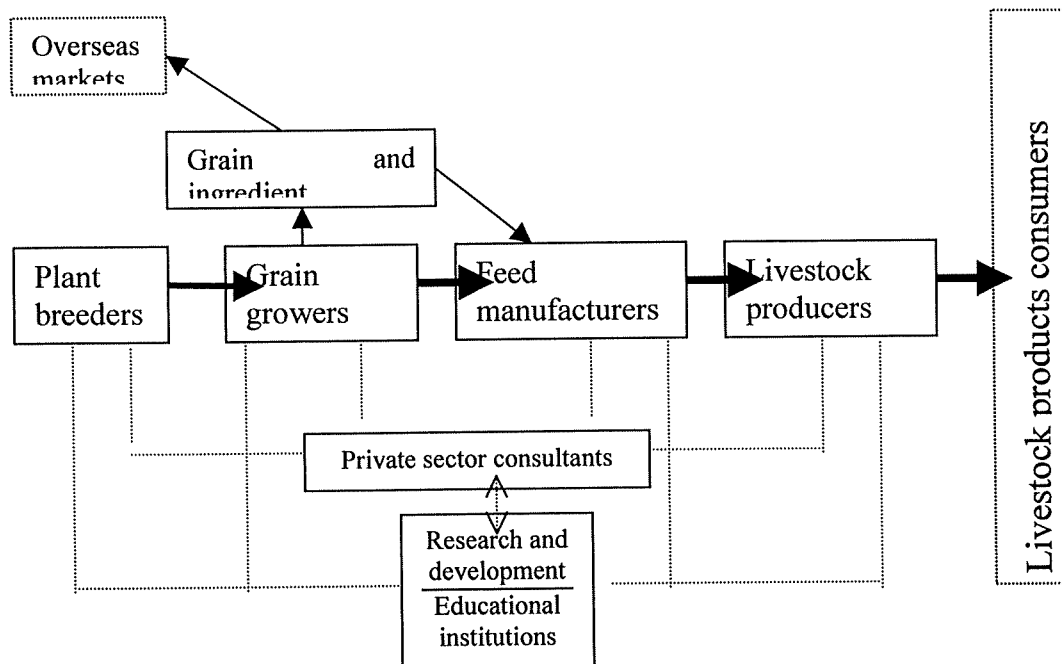 Overseas
markets
Grain and
ingredient
Plant
breeders
Grain
growers
Feed
manufacturers
Livestock
producers
Livestock products consumers
Private sector consultants
Research and
development
Educational
institutions